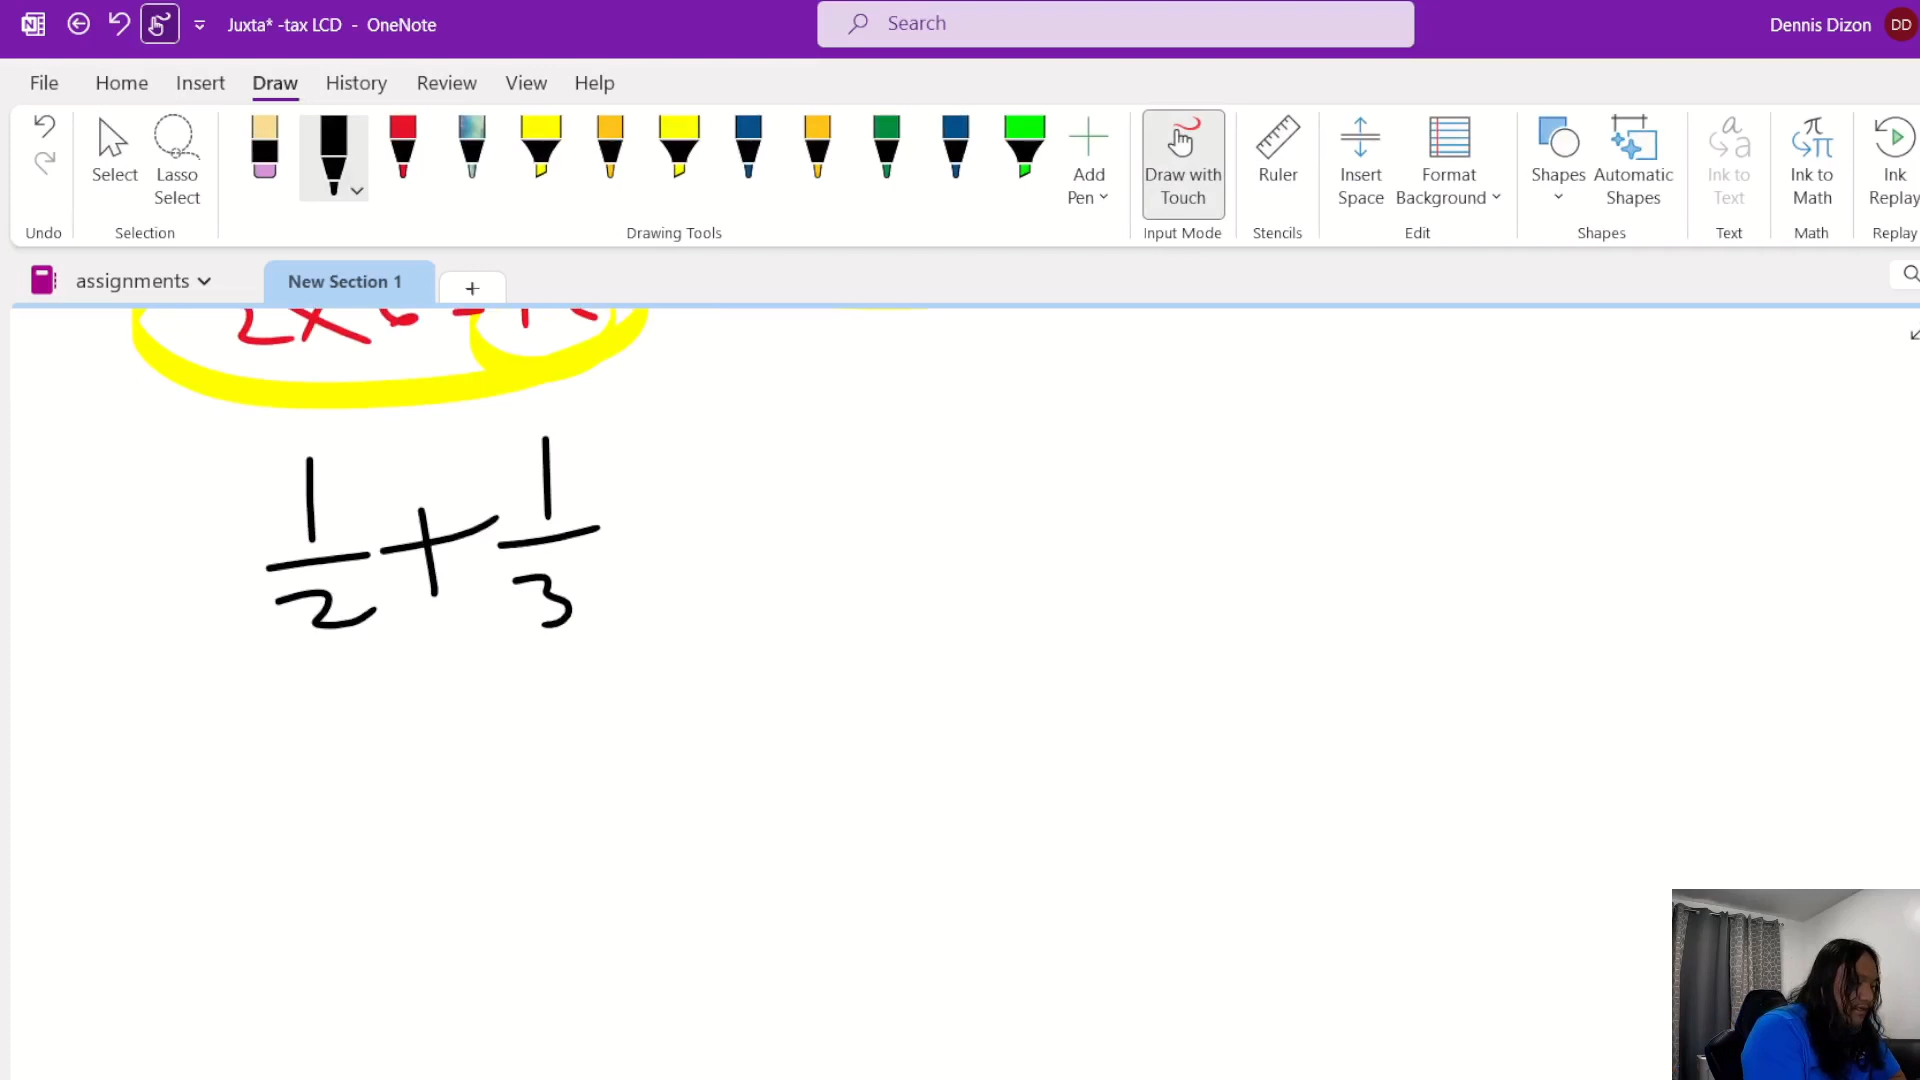 Juxta* -tax LCD - OneNote
Search
Dennis Dizon DD
File Home Insert Draw History Review View Help
Select
Lasso Select
Add Pen
Draw with Touch
Ruler
Insert Space
Format Background
Shapes
Automatic Shapes
Ink to Text
Ink to Math
Ink Replay
Undo Selection Drawing Tools Input Mode Stencils Edit Shapes Text Math Replay
assignments New Section 1 +
1/2 + 1/3